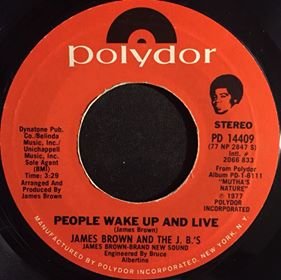 polydor
Dynatone Pub.
Co./Belinda
Music, Inc./
Unichappell
Music, Inc.
Sole Agent
(BMI)
Time: 3:29
Arranged And
Produced By
James Brown
STEREO
PD 14409
(77 NP 2847 S)
(Int. #
2066 833
From Polydor
Album PD-1-6111
"MUTHA'S
NATURE"
℗ 1977
POLYDOR
INCORPORATED
PEOPLE WAKE UP AND LIVE
(James Brown)
JAMES BROWN AND THE J. B.'S
JAMES BROWN-BRAND NEW SOUND
Engineered By Bruce
Albertine
MANUFACTURED BY POLYDOR INCORPORATED, NEW YORK, N.Y.